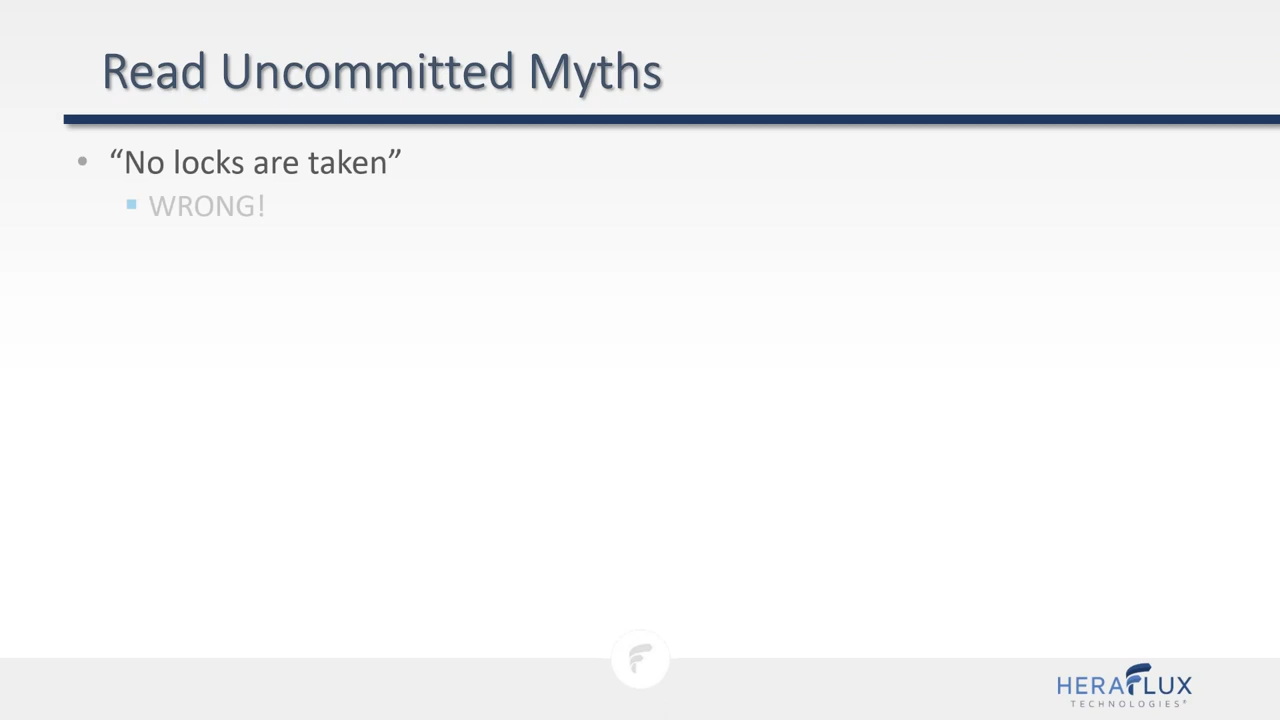 Read Uncommitted Myths
• “No locks are taken”
▪ WRONG!
HERAFLUX
TECHNOLOGIES®